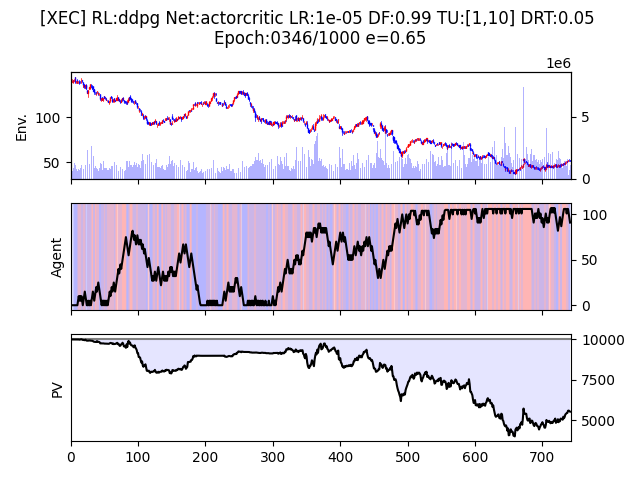 [XEC] RL:ddpg Net:actorcritic LR:1e-05 DF:0.99 TU:[1,10] DRT:0.05
Epoch:0346/1000 e=0.65
1e6
Env.
100
50
5
0
Agent
100
50
0
PV
10000
7500
5000
0 100 200 300 400 500 600 700